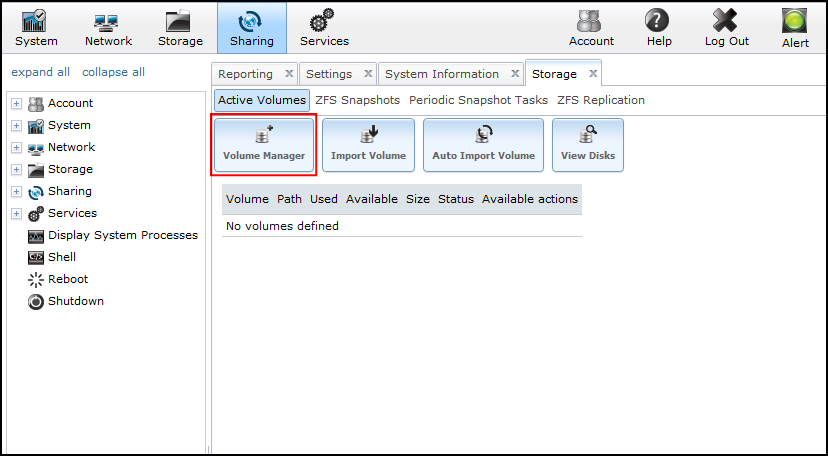 System Network Storage Sharing Services Account Help Log Out Alert
expand all collapse all
Reporting Settings System Information Storage
Active Volumes ZFS Snapshots Periodic Snapshot Tasks ZFS Replication
Volume Manager Import Volume Auto Import Volume View Disks
Volume Path Used Available Size Status Available actions
No volumes defined
Account
System
Network
Storage
Sharing
Services
Display System Processes
Shell
Reboot
Shutdown